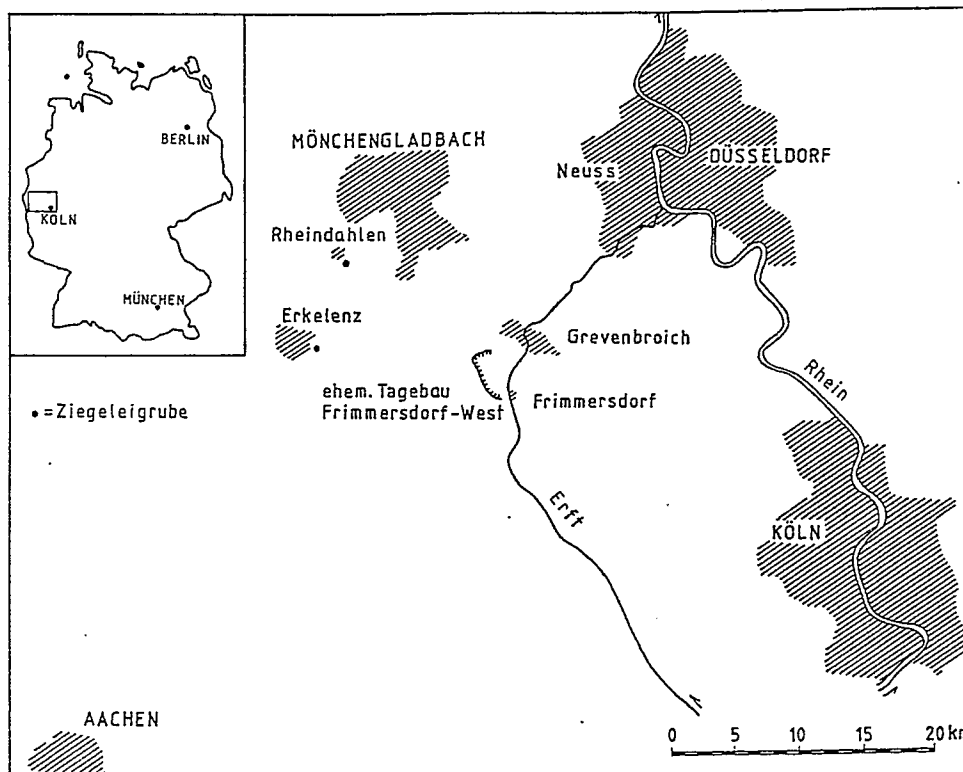 BERLIN
KÖLN
MÜNCHEN
MÖNCHENGLADBACH
Neuss
DÜSSELDORF
Rheindahlen
Erkelenz
Grevenbroich
ehem. Tagebau
Frimmersdorf-West
Frimmersdorf
Rhein
• =Ziegeleigrube
Erft
KÖLN
AACHEN
0 5 10 15 20 km